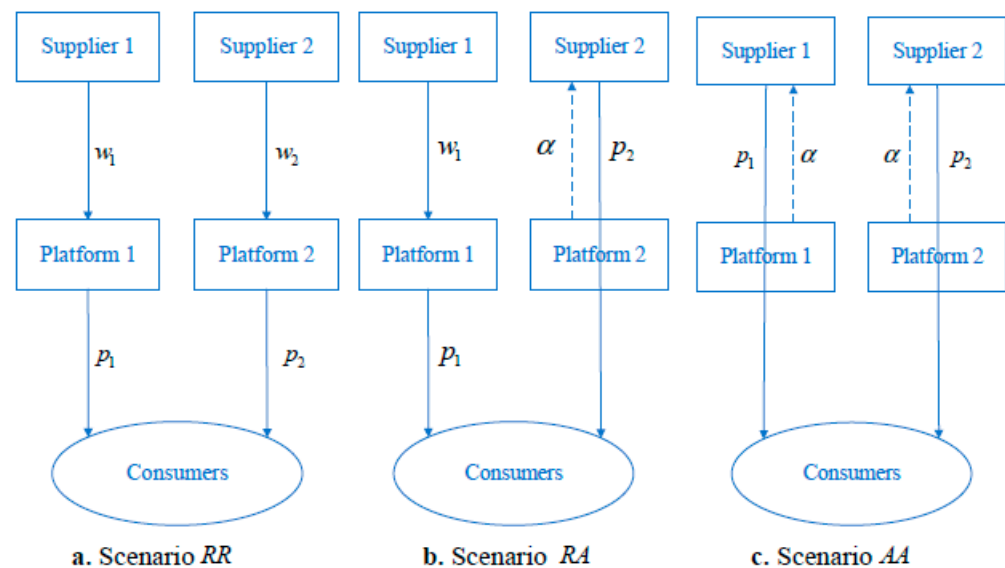 Supplier 1
Supplier 2
w₁
w₂
Platform 1
Platform 2
p₁
p₂
Consumers
a. Scenario RR
Supplier 1
Supplier 2
w₁
α
p₂
Platform 1
Platform 2
p₁
Consumers
b. Scenario RA
Supplier 1
Supplier 2
p₁
α
α
p₂
Platform 1
Platform 2
Consumers
c. Scenario AA